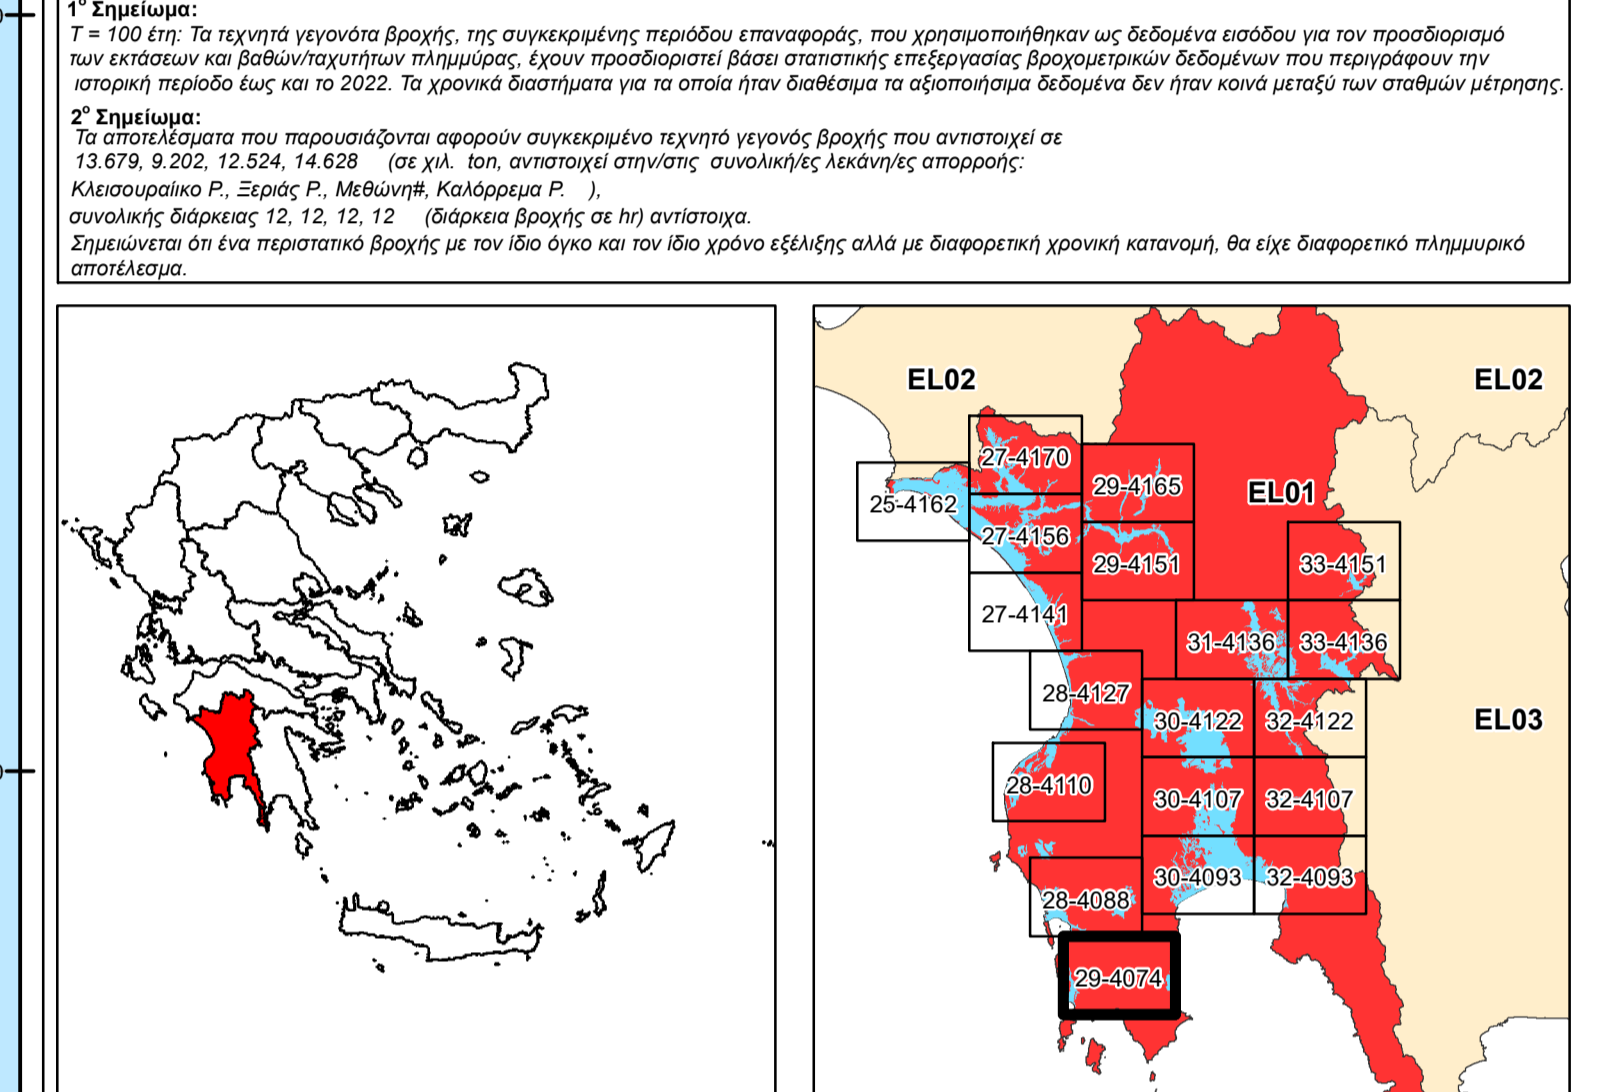 1ο Σημείωμα:
T = 100 έτη: Τα τεχνητά γεγονότα βροχής, της συγκεκριμένης περιόδου επαναφοράς, που χρησιμοποιήθηκαν ως δεδομένα εισόδου για τον προσδιορισμό
των εκτάσεων και βαθών/ταχυτήτων πλημμύρας, έχουν προσδιοριστεί βάσει στατιστικής επεξεργασίας βροχομετρικών δεδομένων που περιγράφουν την
ιστορική περίοδο έως και το 2022. Τα χρονικά διαστήματα για τα οποία ήταν διαθέσιμα τα αξιοποιήσιμα δεδομένα δεν ήταν κοινά μεταξύ των σταθμών μέτρησης.
2ο Σημείωμα:
Τα αποτελέσματα που παρουσιάζονται αφορούν συγκεκριμένο τεχνητό γεγονός βροχής που αντιστοιχεί σε
13.679, 9.202, 12.524, 14.628 (σε χιλ. ton, αντιστοιχεί στην/στις συνολική/ες λεκάνη/ες απορροής:
Κλεισουραίικο Ρ., Ξεριάς Ρ., Μεθώνη#, Καλόρρεμα Ρ. ),
συνολικής διάρκειας 12, 12, 12, 12 (διάρκεια βροχής σε hr) αντίστοιχα.
Σημειώνεται ότι ένα περιστατικό βροχής με τον ίδιο όγκο και τον ίδιο χρόνο εξέλιξης αλλά με διαφορετική χρονική κατανομή, θα είχε διαφορετικό πλημμυρικό
αποτέλεσμα.
EL02
EL02
27-4170
29-4165
EL01
25-4162
27-4156
29-4151
33-4151
27-4141
31-4136
33-4136
28-4127
30-4122
32-4122
EL03
28-4110
30-4107
32-4107
30-4093
32-4093
28-4088
29-4074